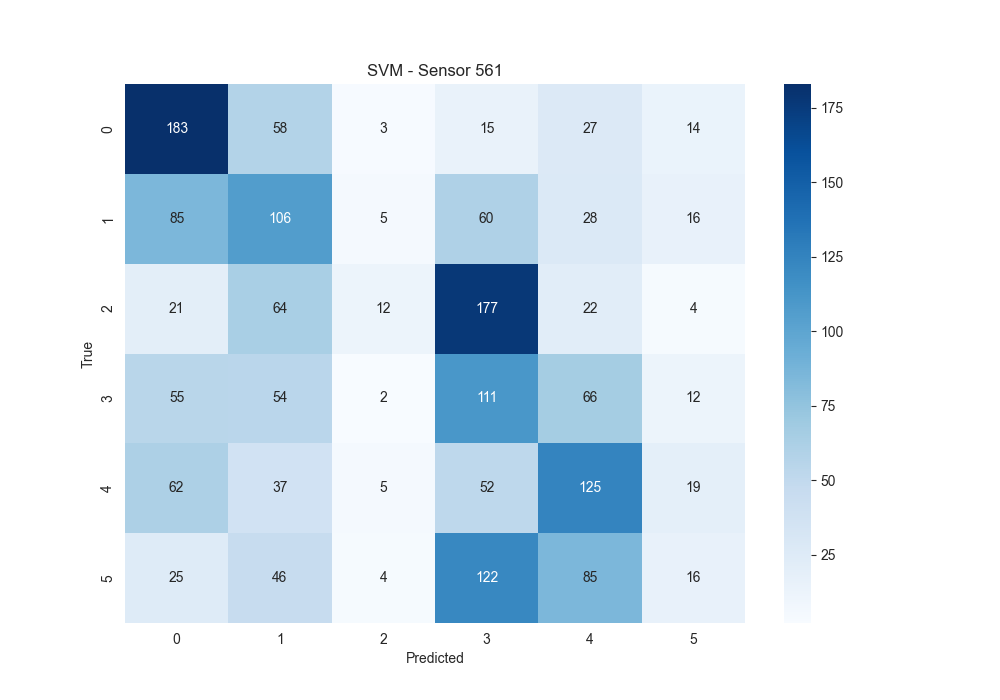 SVM - Sensor 561
0 183 58 3 15 27 14
1 85 106 5 60 28 16
2 21 64 12 177 22 4
3 55 54 2 111 66 12
4 62 37 5 52 125 19
5 25 46 4 122 85 16
0 1 2 3 4 5
Predicted
True
175
150
125
100
75
50
25